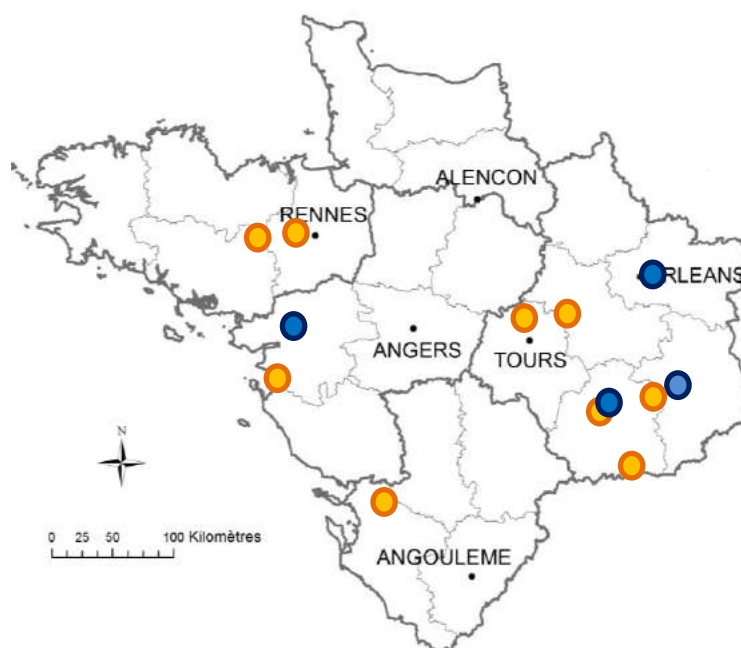 ALENCON
RENNES
RLEANS
ANGERS
TOURS
N
0 25 50 100 Kilomètres
ANGOULEME